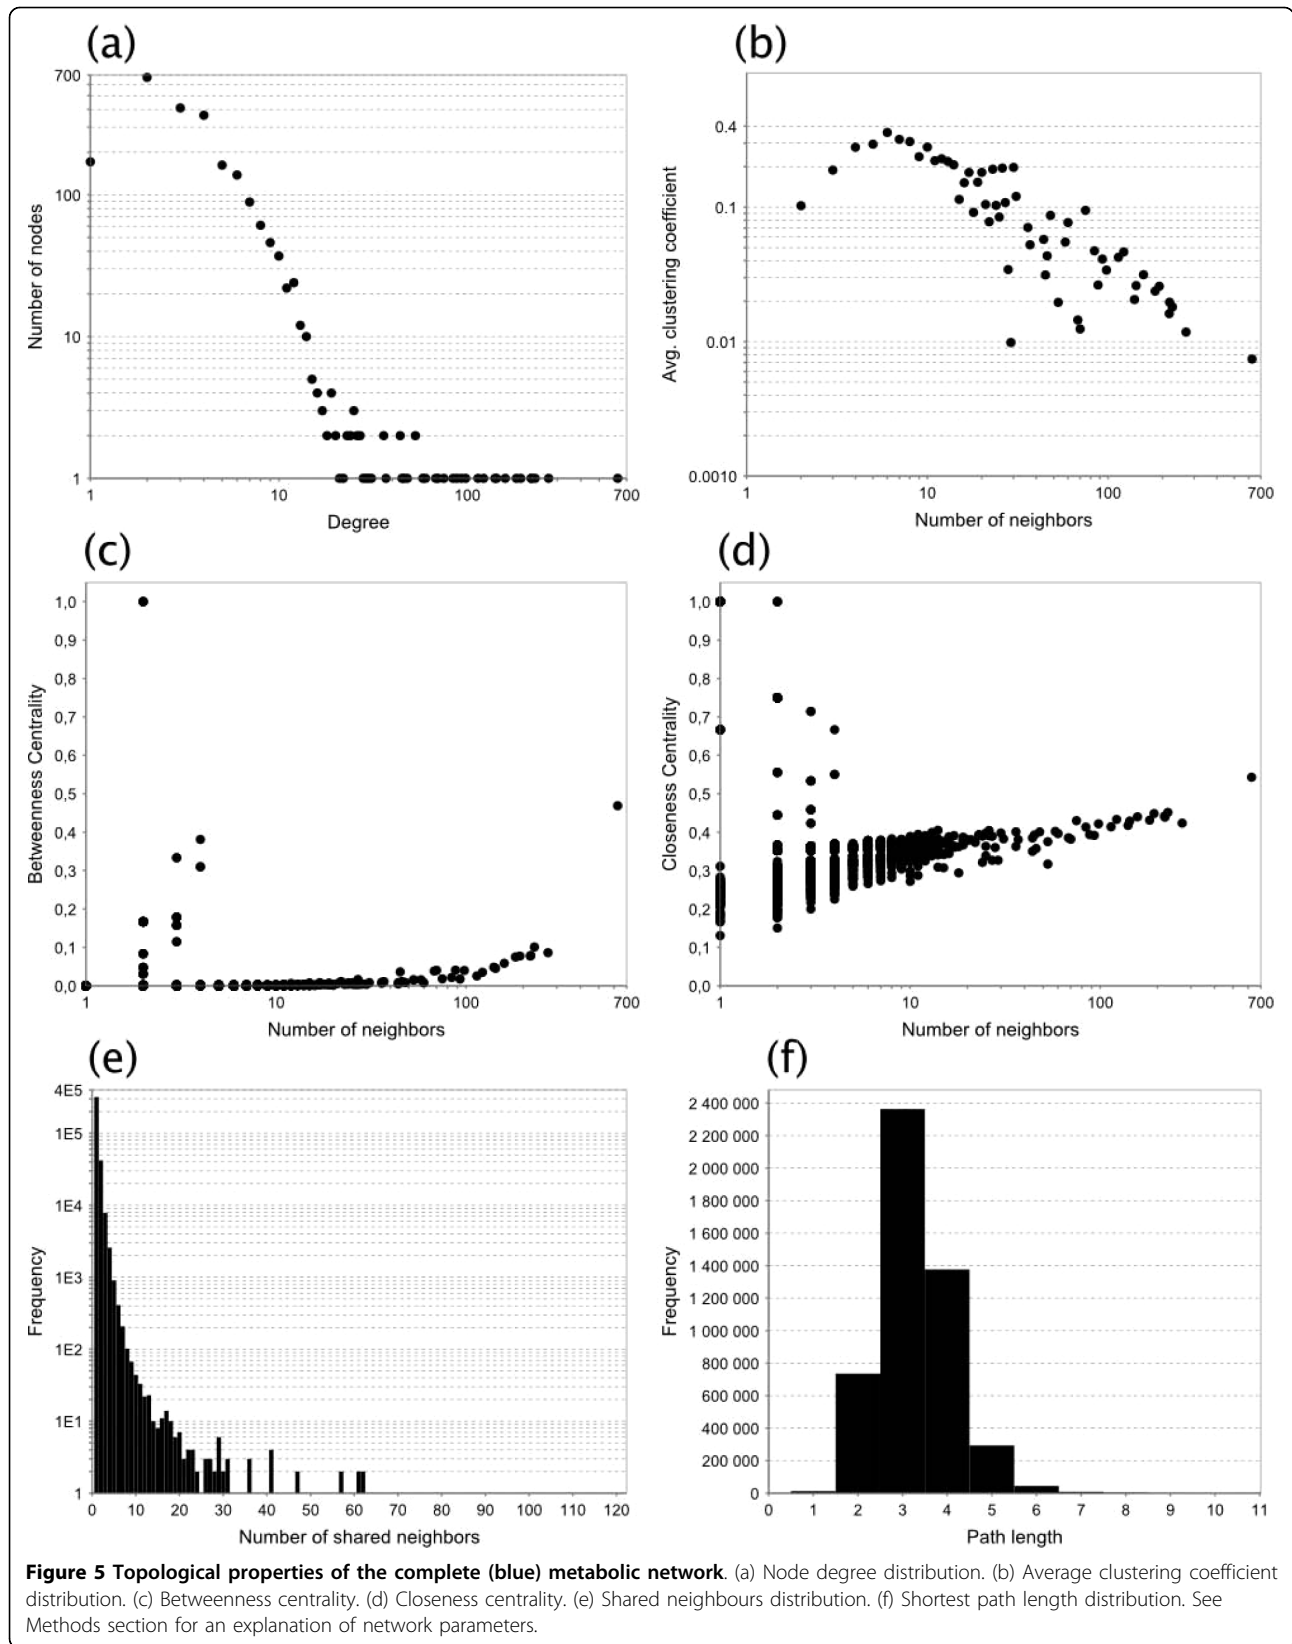 (a)
700
100
10
1
1
10
100
700
Number of nodes
Degree
(b)
0.4
0.1
0.01
0.0010
1
10
100
700
Avg. clustering coefficient
Number of neighbors
(c)
1,0
0,9
0,8
0,7
0,6
0,5
0,4
0,3
0,2
0,1
0,0
1
10
100
700
Betweenness Centrality
Number of neighbors
(d)
1,0
0,9
0,8
0,7
0,6
0,5
0,4
0,3
0,2
0,1
0,0
1
10
100
700
Closeness Centrality
Number of neighbors
(e)
4E5
1E5
1E4
1E3
1E2
1E1
1
0 10 20 30 40 50 60 70 80 90 100 110 120
Frequency
Number of shared neighbors
(f)
2 400 000
2 200 000
2 000 000
1 800 000
1 600 000
1 400 000
1 200 000
1 000 000
800 000
600 000
400 000
200 000
0
0 1 2 3 4 5 6 7 8 9 10 11
Frequency
Path length
Figure 5 Topological properties of the complete (blue) metabolic network. (a) Node degree distribution. (b) Average clustering coefficient
distribution. (c) Betweenness centrality. (d) Closeness centrality. (e) Shared neighbours distribution. (f) Shortest path length distribution. See
Methods section for an explanation of network parameters.